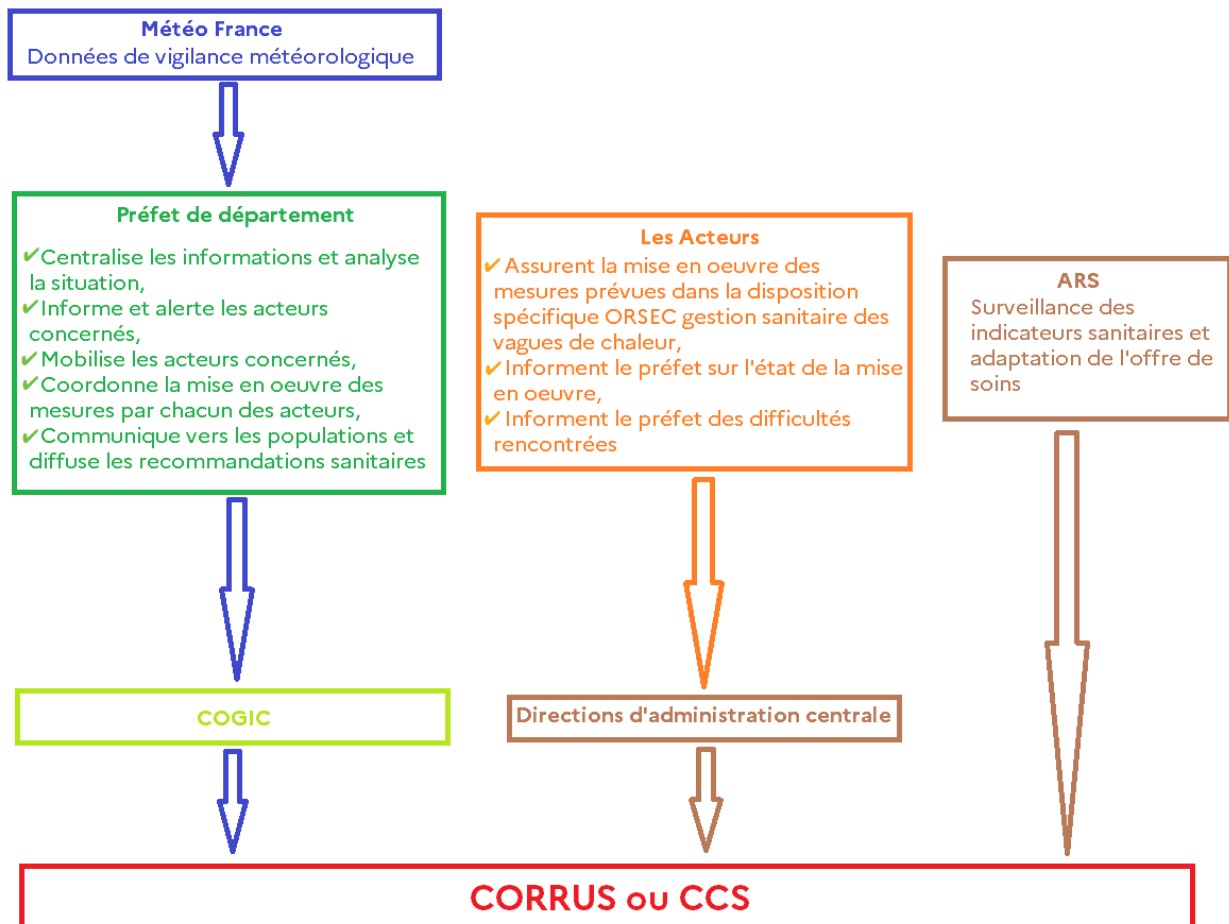 Météo France
Données de vigilance météorologique
Préfet de département
✔Centralise les informations et analyse
la situation,
✔Informe et alerte les acteurs
concernés,
✔Mobilise les acteurs concernés,
✔Coordonne la mise en oeuvre des
mesures par chacun des acteurs,
✔Communique vers les populations et
diffuse les recommandations sanitaires
Les Acteurs
✔ Assurent la mise en oeuvre des
mesures prévues dans la disposition
spécifique ORSEC gestion sanitaire des
vagues de chaleur,
✔ Informent le préfet sur l'état de la mise
en oeuvre,
✔ Informent le préfet des difficultés
rencontrées
ARS
Surveillance des
indicateurs sanitaires et
adaptation de l'offre de
soins
COGIC
Directions d'administration centrale
CORRUS ou CCS